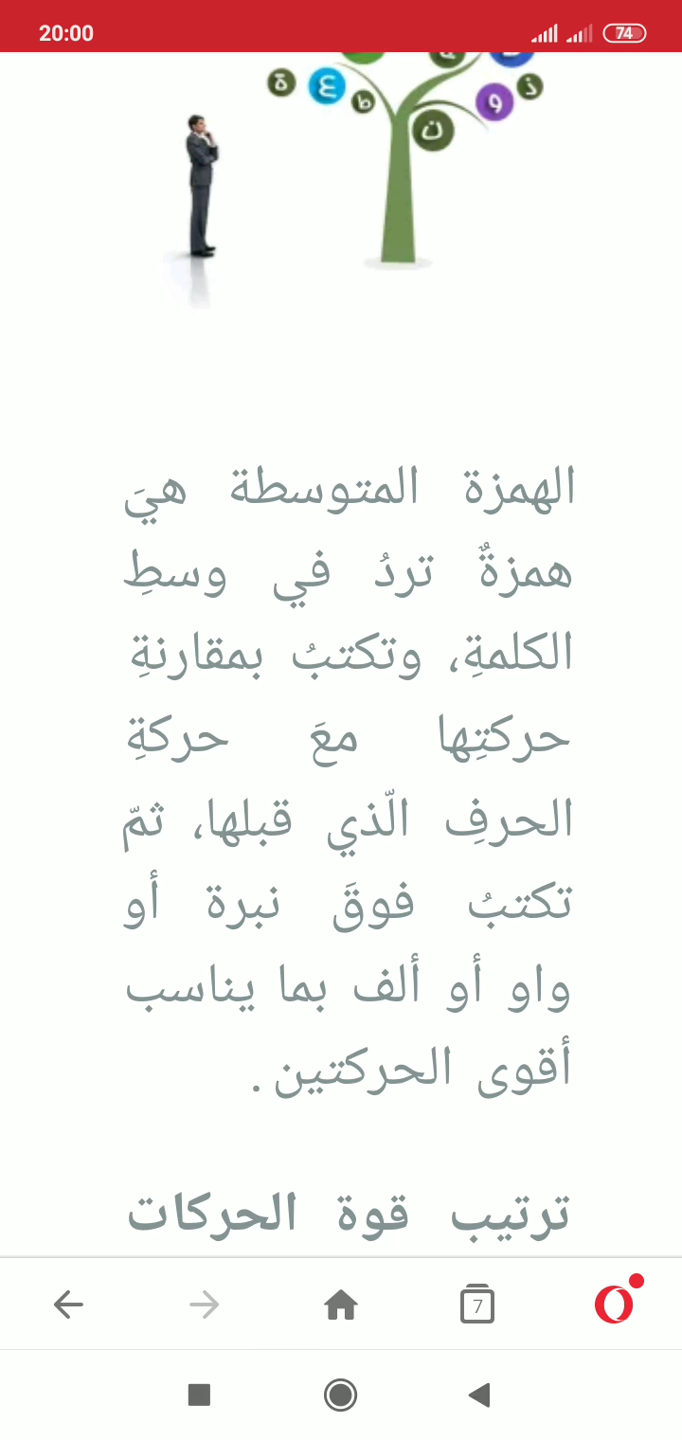 20:00
74
ة
ع
ط
ن
و
ذ
الهمزة المتوسطة هيَ
همزةٌ تردُ في وسطِ
الكلمةِ، وتكتبُ بمقارنةِ
حركتِها معَ حركةِ
الحرفِ الّذي قبلها، ثمّ
تكتبُ فوقَ نبرة أو
واو أو ألف بما يناسب
أقوى الحركتين .
ترتيب قوة الحركات
7